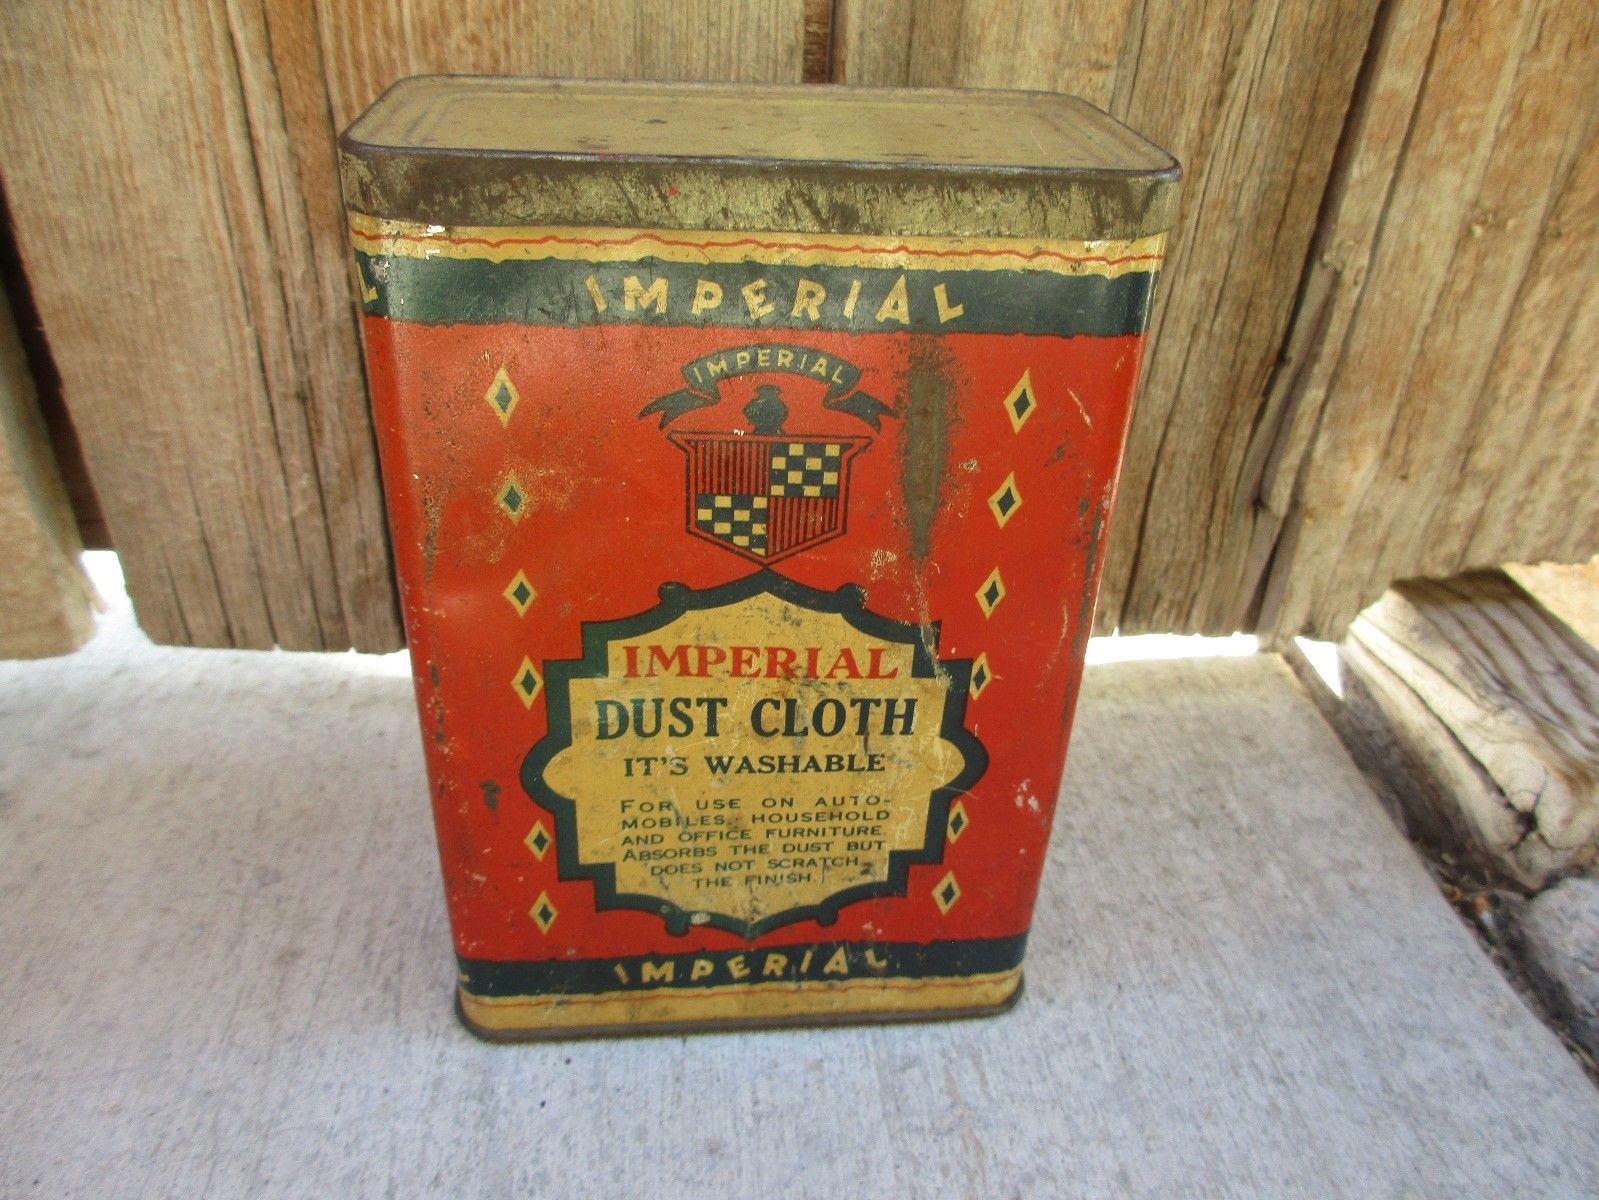 IMPERIAL
IMPERIAL
IMPERIAL
DUST CLOTH
IT'S WASHABLE
FOR USE ON AUTO-
MOBILES, HOUSEHOLD
AND OFFICE FURNITURE.
ABSORBS THE DUST BUT
DOES NOT SCRATCH
THE FINISH.
IMPERIAL